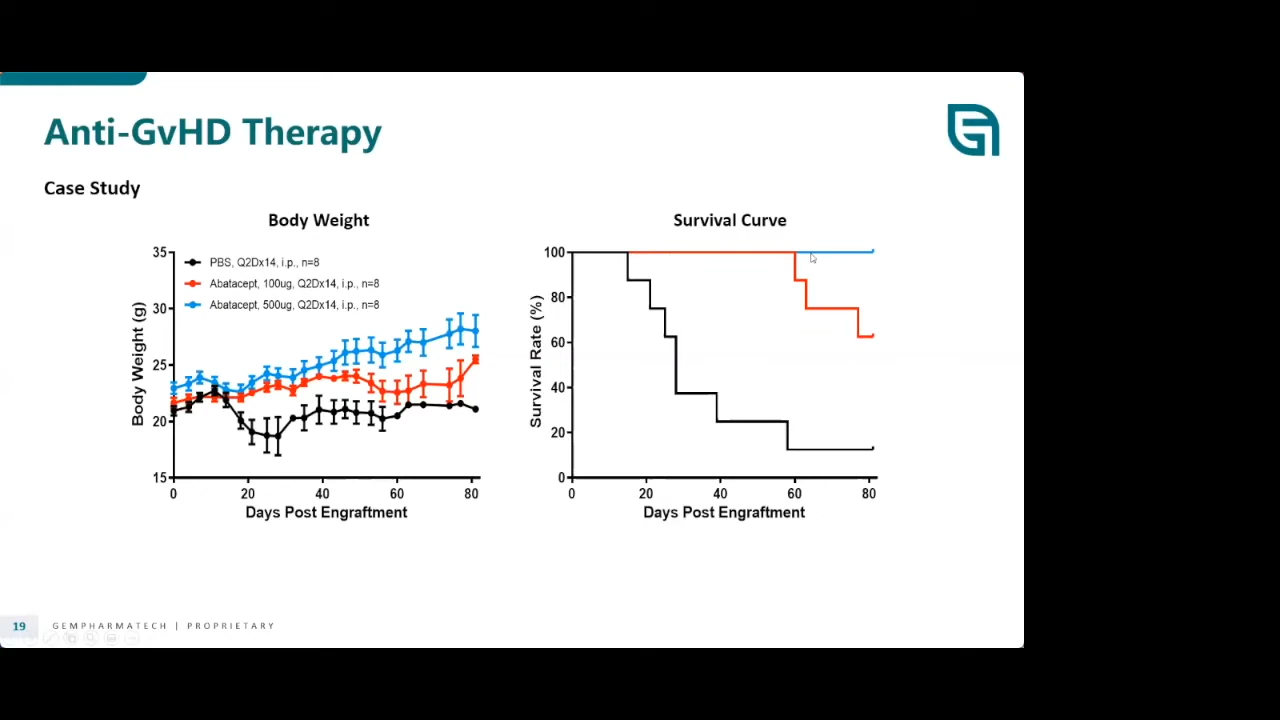 Anti-GvHD Therapy
Case Study
Body Weight
35
30
25
20
15
Body Weight (g)
PBS, Q2Dx14, i.p., n=8
Abatacept, 100ug, Q2Dx14, i.p., n=8
Abatacept, 500ug, Q2Dx14, i.p., n=8
0 20 40 60 80
Days Post Engraftment
Survival Curve
100
80
60
40
20
0
Survival Rate (%)
0 20 40 60 80
Days Post Engraftment
19 GEMPHARMATECH | PROPRIETARY